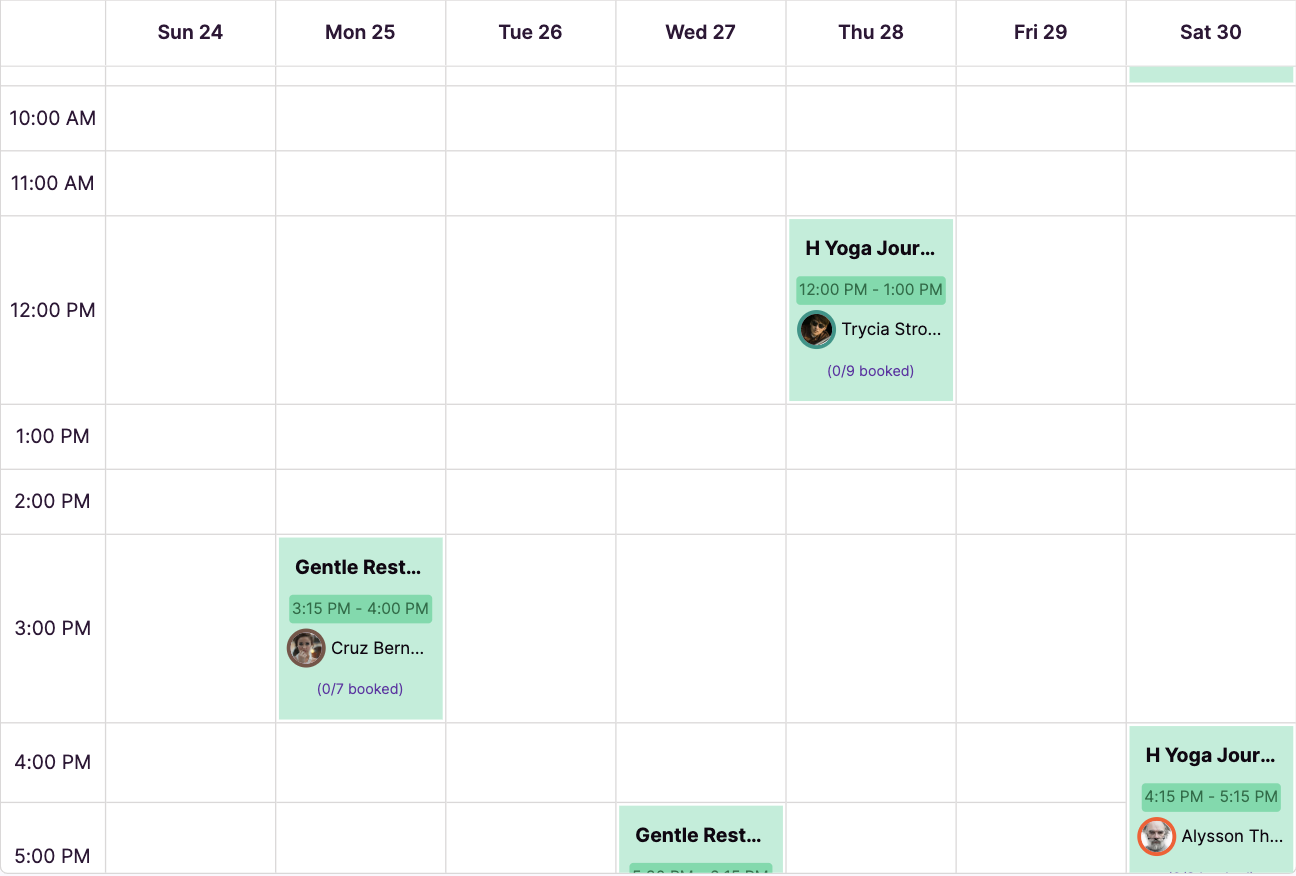 Sun 24
Mon 25
Tue 26
Wed 27
Thu 28
Fri 29
Sat 30
10:00 AM
11:00 AM
12:00 PM
H Yoga Jour...
12:00 PM - 1:00 PM
Trycia Stro...
(0/9 booked)
1:00 PM
2:00 PM
3:00 PM
Gentle Rest...
3:15 PM - 4:00 PM
Cruz Bern...
(0/7 booked)
4:00 PM
H Yoga Jour...
4:15 PM - 5:15 PM
Alysson Th...
5:00 PM
Gentle Rest...